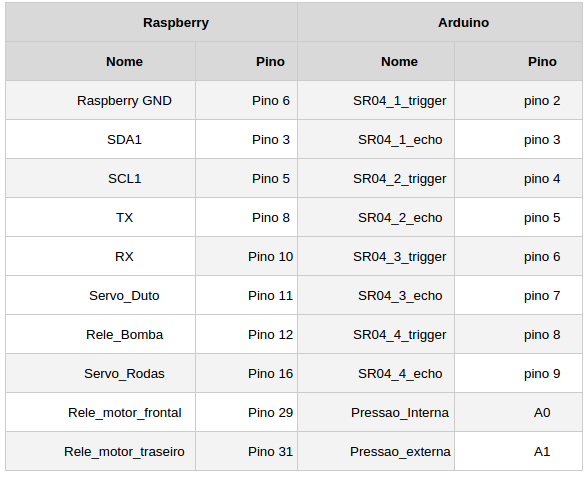 Raspberry Arduino
Nome Pino Nome Pino
Raspberry GND Pino 6 SR04_1_trigger pino 2
SDA1 Pino 3 SR04_1_echo pino 3
SCL1 Pino 5 SR04_2_trigger pino 4
TX Pino 8 SR04_2_echo pino 5
RX Pino 10 SR04_3_trigger pino 6
Servo_Duto Pino 11 SR04_3_echo pino 7
Rele_Bomba Pino 12 SR04_4_trigger pino 8
Servo_Rodas Pino 16 SR04_4_echo pino 9
Rele_motor_frontal Pino 29 Pressao_Interna A0
Rele_motor_traseiro Pino 31 Pressao_externa A1